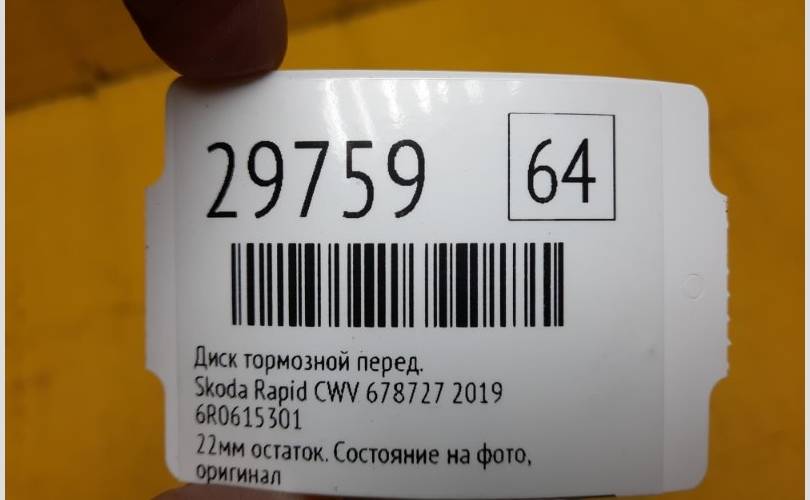 29759
64
Диск тормозной перед.
Skoda Rapid CWV 678727 2019
6R0615301
22мм остаток. Состояние на фото,
оригинал